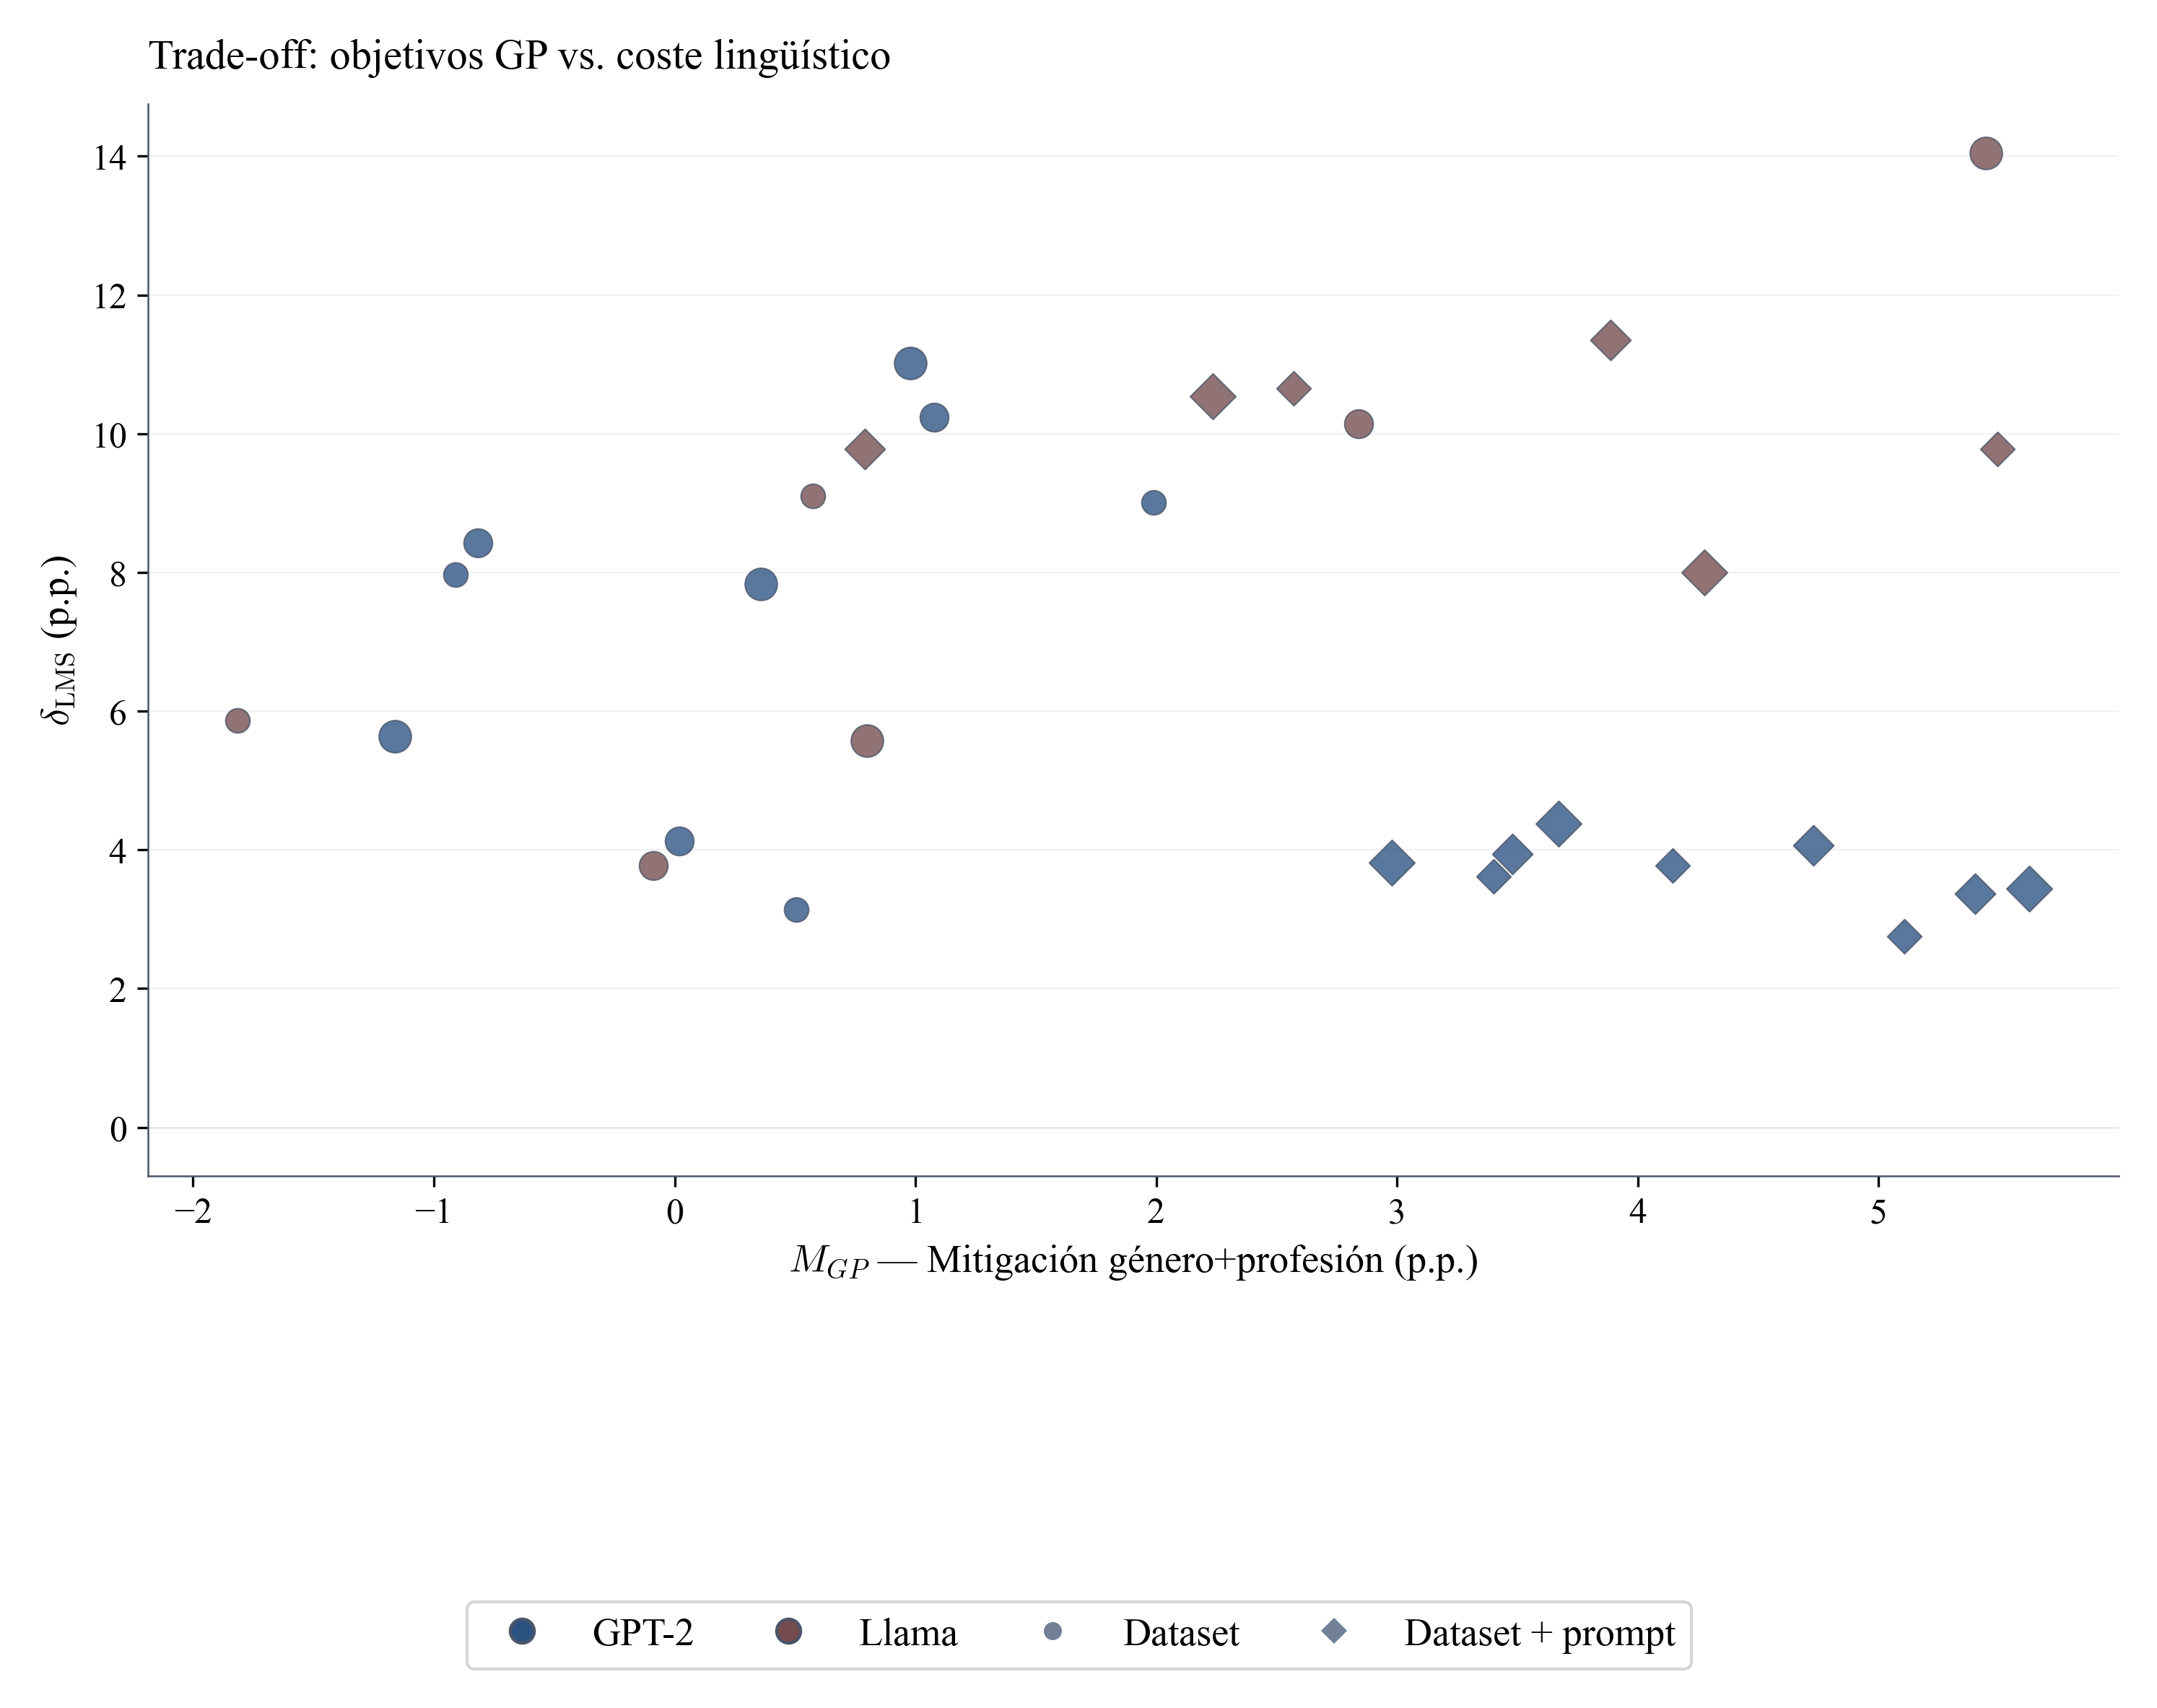 Trade-off: objetivos GP vs. coste lingüístico
14
12
10
8
6
4
2
0
δLMS (p.p.)
−2 −1 0 1 2 3 4 5
MGP — Mitigación género+profesión (p.p.)
GPT-2 Llama Dataset Dataset + prompt